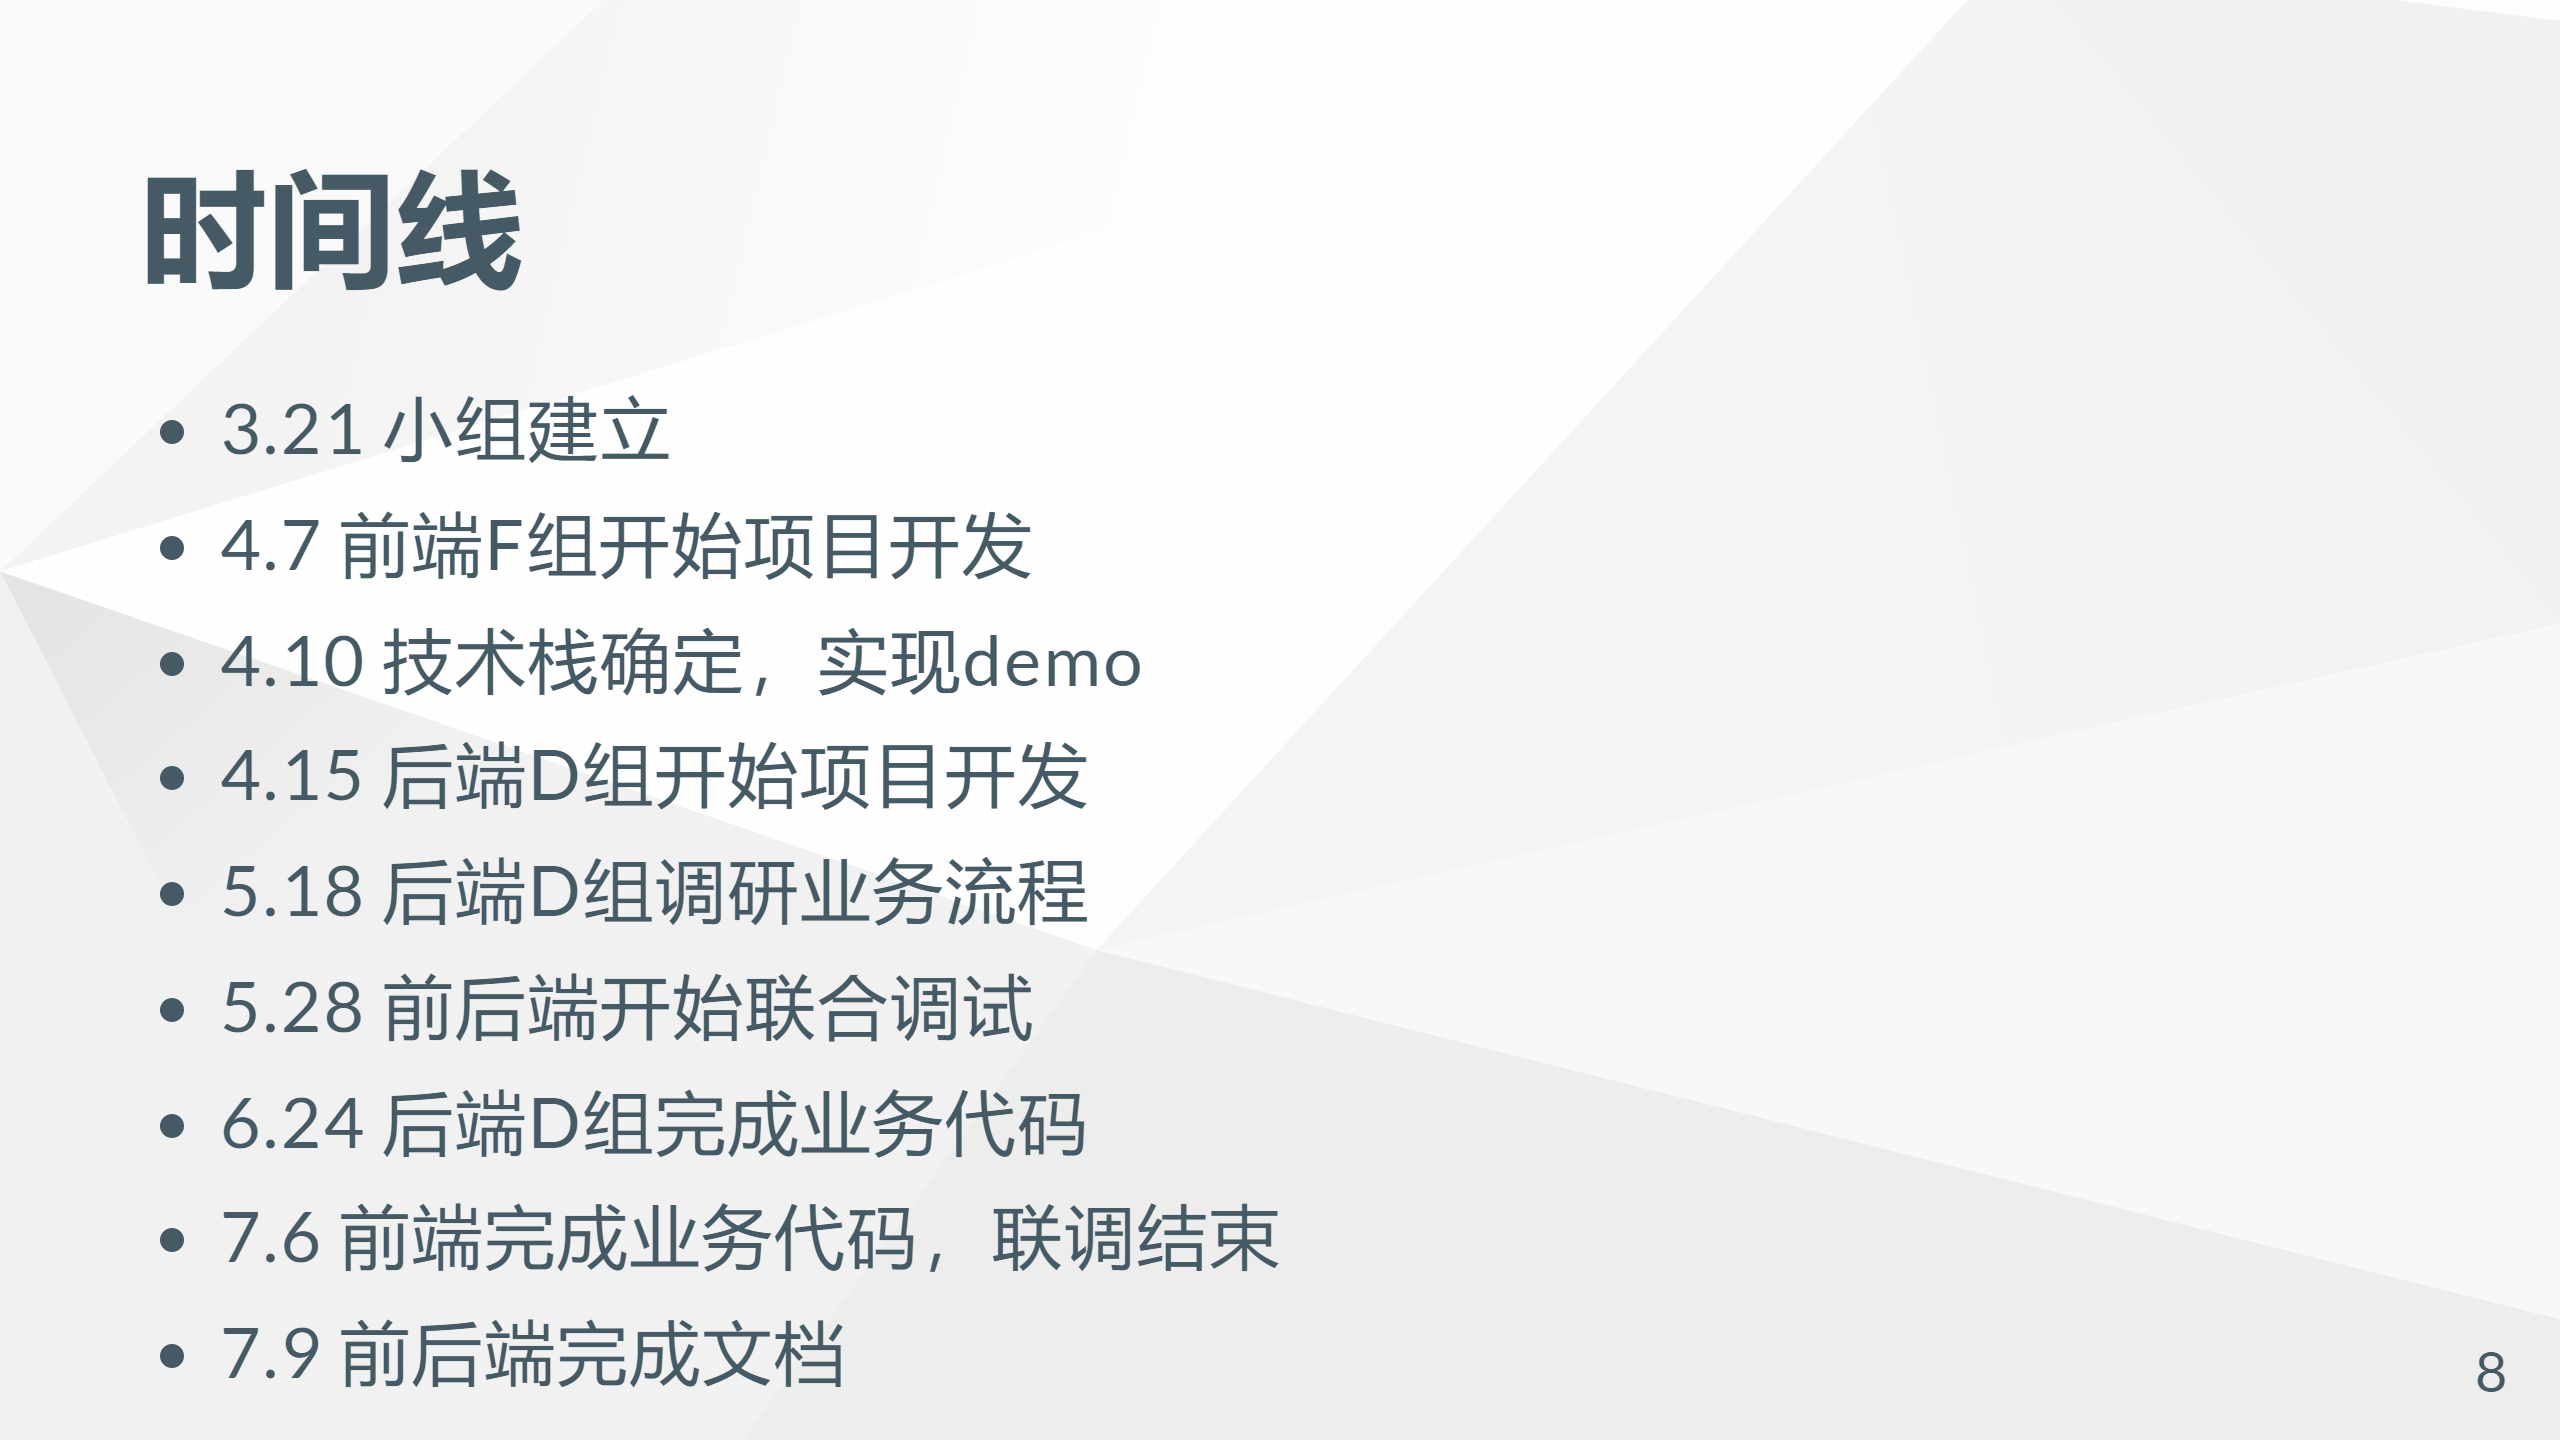 时间线
• 3.21 小组建立
• 4.7 前端F组开始项目开发
• 4.10 技术栈确定，实现demo
• 4.15 后端D组开始项目开发
• 5.18 后端D组调研业务流程
• 5.28 前后端开始联合调试
• 6.24 后端D组完成业务代码
• 7.6 前端完成业务代码，联调结束
• 7.9 前后端完成文档
8